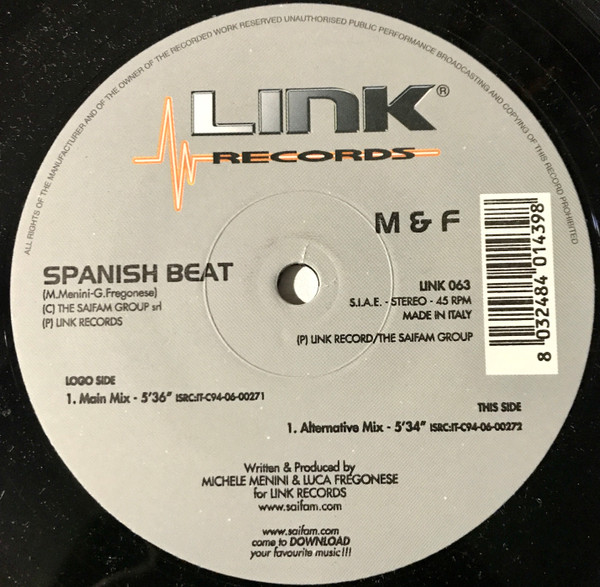 ALL RIGHTS OF THE MANUFACTURER AND OF THE OWNER OF THE RECORDED WORK RESERVED UNAUTHORISED PUBLIC PERFORMANCE BROADCASTING AND COPYING OF THIS RECORD PROHIBITED
LINK®
RECORDS
M & F
SPANISH BEAT
(M.Menini-G.Fregonese)
(C) THE SAIFAM GROUP srl
(P) LINK RECORDS
LINK 063
S.I.A.E. - STEREO - 45 RPM
MADE IN ITALY
(P) LINK RECORD/THE SAIFAM GROUP
8 032484 014398
LOGO SIDE
1. Main Mix - 5'36" ISRC:IT-C94-06-00271
THIS SIDE
1. Alternative Mix - 5'34" ISRC:IT-C94-06-00272
Written & Produced by
MICHELE MENINI & LUCA FREGONESE
for LINK RECORDS
www.saifam.com
www.saifam.com
come to DOWNLOAD
your favourite music!!!